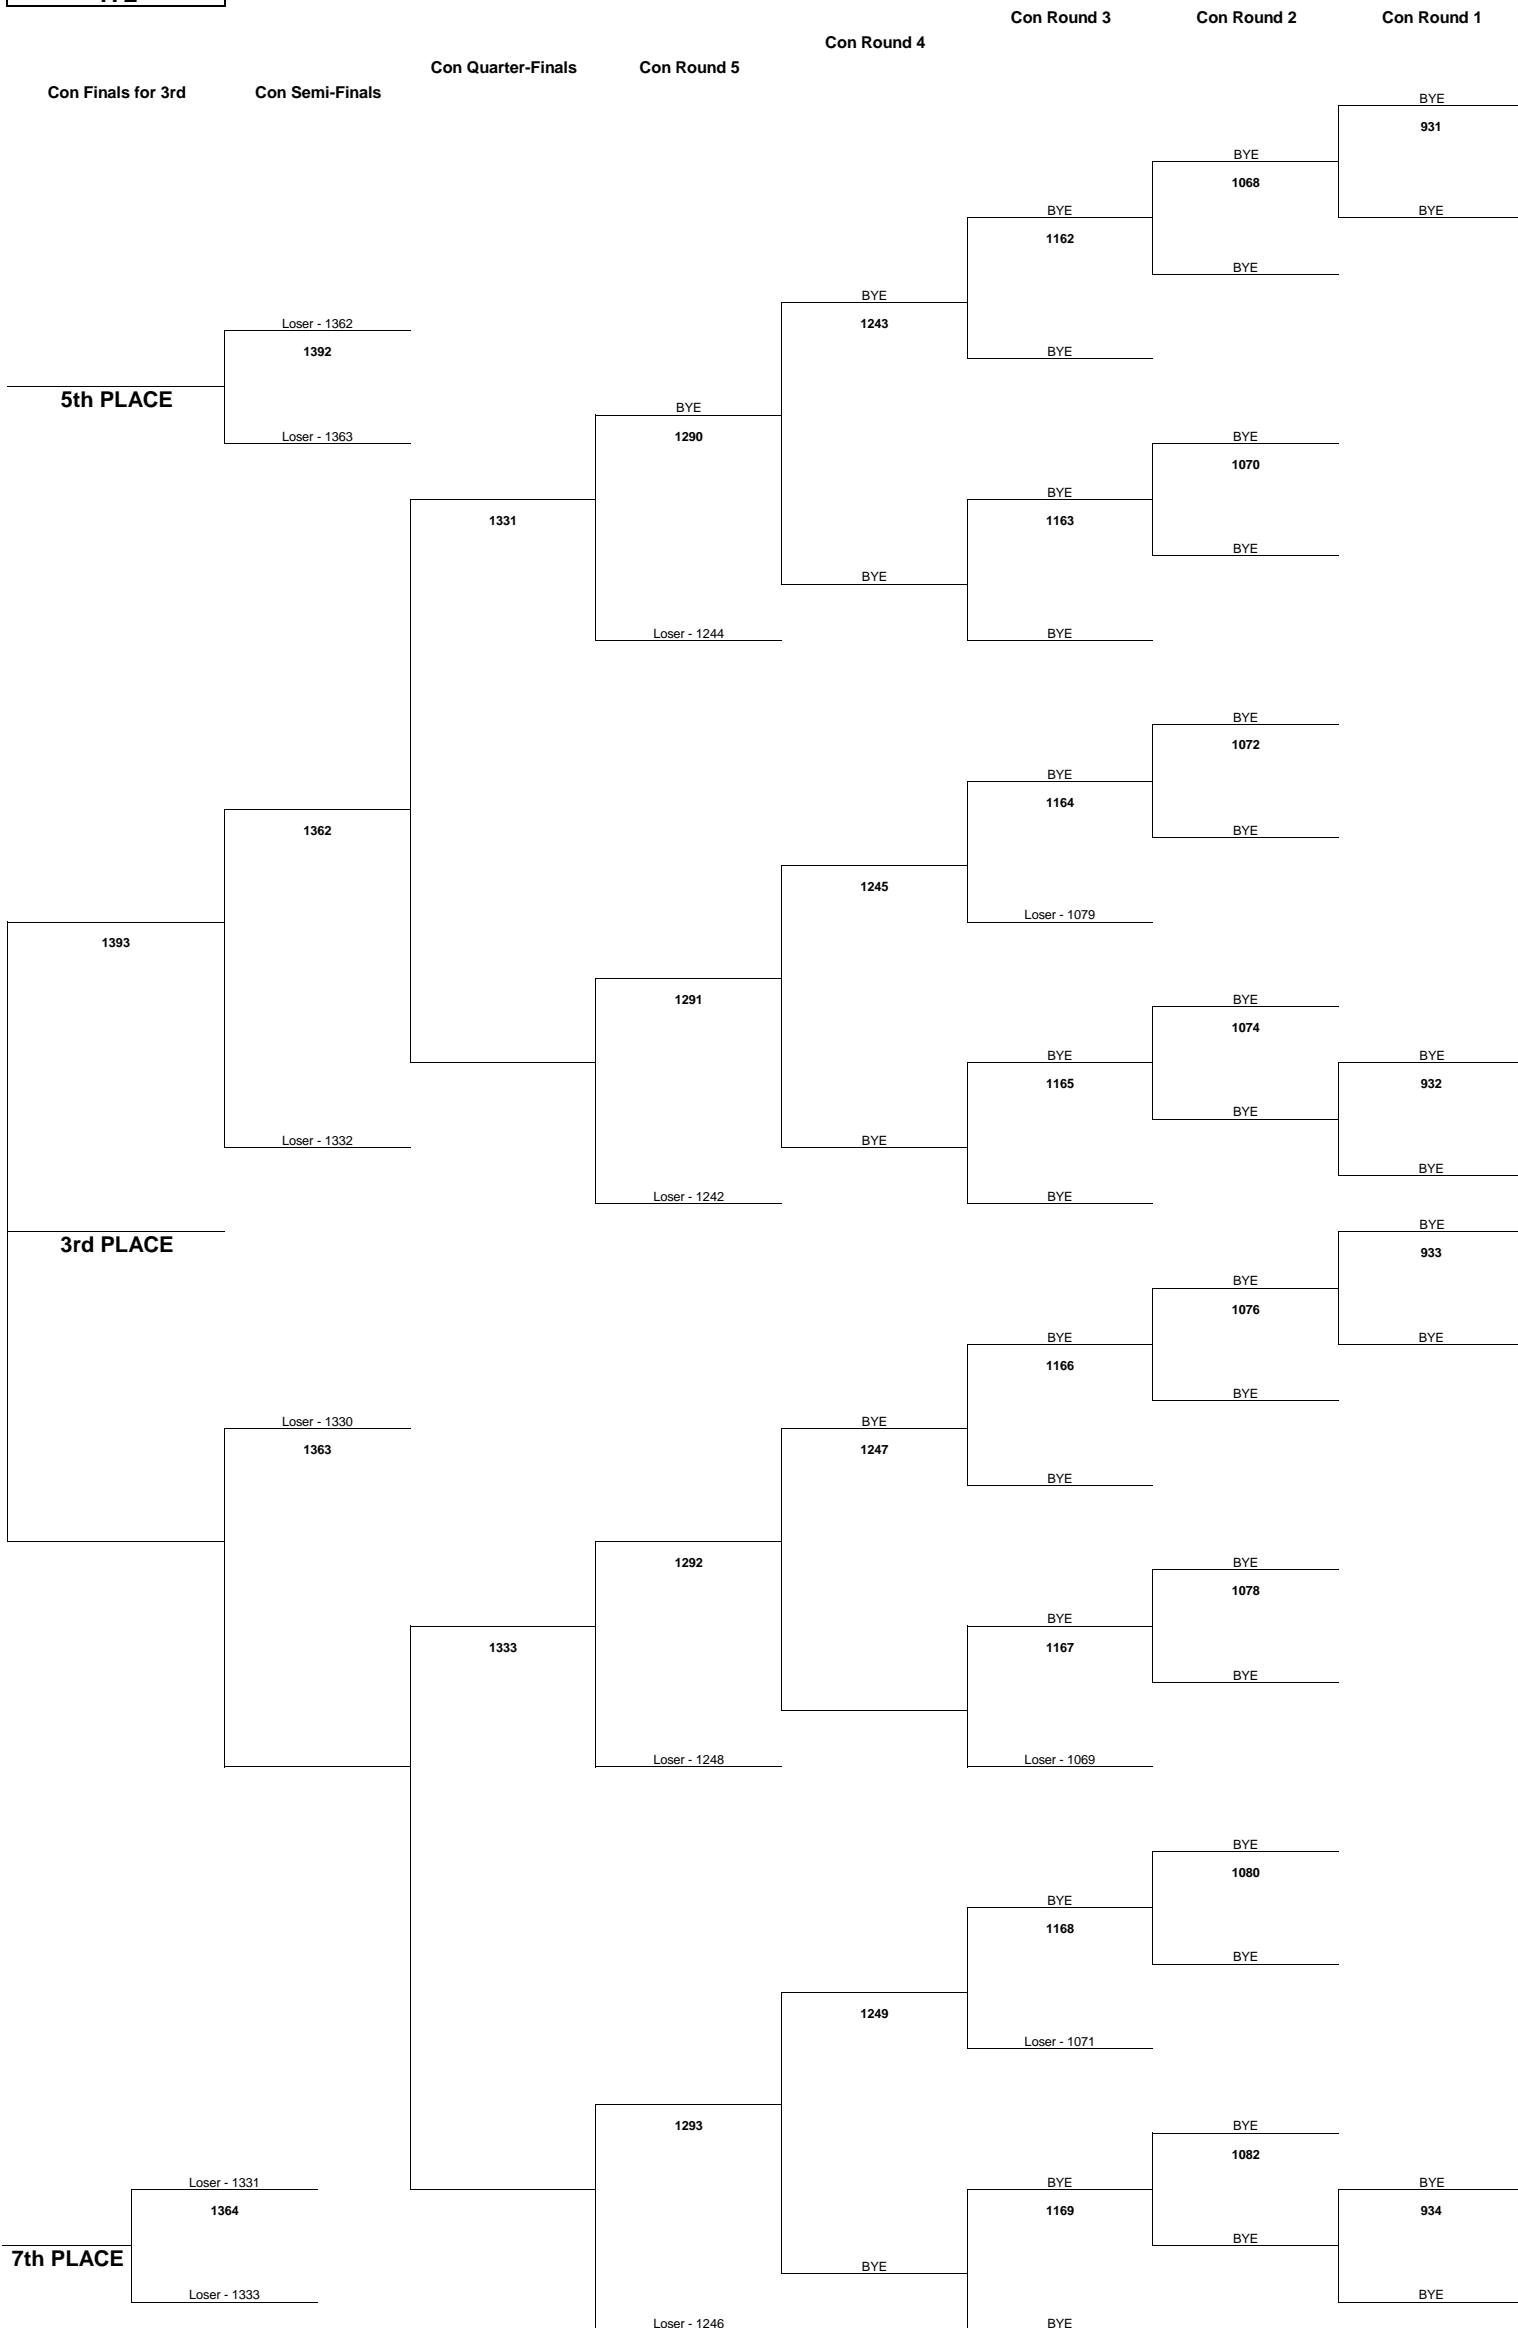 Con Round 3 Con Round 2 Con Round 1
Con Round 4
Con Quarter-Finals Con Round 5
Con Finals for 3rd Con Semi-Finals
BYE
931
BYE
1068
BYE BYE
1162
BYE
BYE
Loser - 1362 1243
1392 BYE
5th PLACE
BYE
Loser - 1363 1290 BYE
1070
BYE
1331 1163
BYE
BYE
Loser - 1244 BYE
BYE
1072
BYE
1164
1362 BYE
1245
Loser - 1079
1393
1291 BYE
1074
BYE BYE
1165 932
BYE
Loser - 1332 BYE
BYE
Loser - 1242 BYE
BYE
3rd PLACE 933
BYE
1076
BYE BYE
1166
BYE
Loser - 1330 BYE
1363 1247
BYE
1292 BYE
1078
BYE
1333 1167
BYE
Loser - 1248 Loser - 1069
BYE
1080
BYE
1168
BYE
1249
Loser - 1071
1293 BYE
1082
Loser - 1331 BYE BYE
1364 1169 934
BYE
7th PLACE BYE
Loser - 1333 BYE
Loser - 1246 BYE